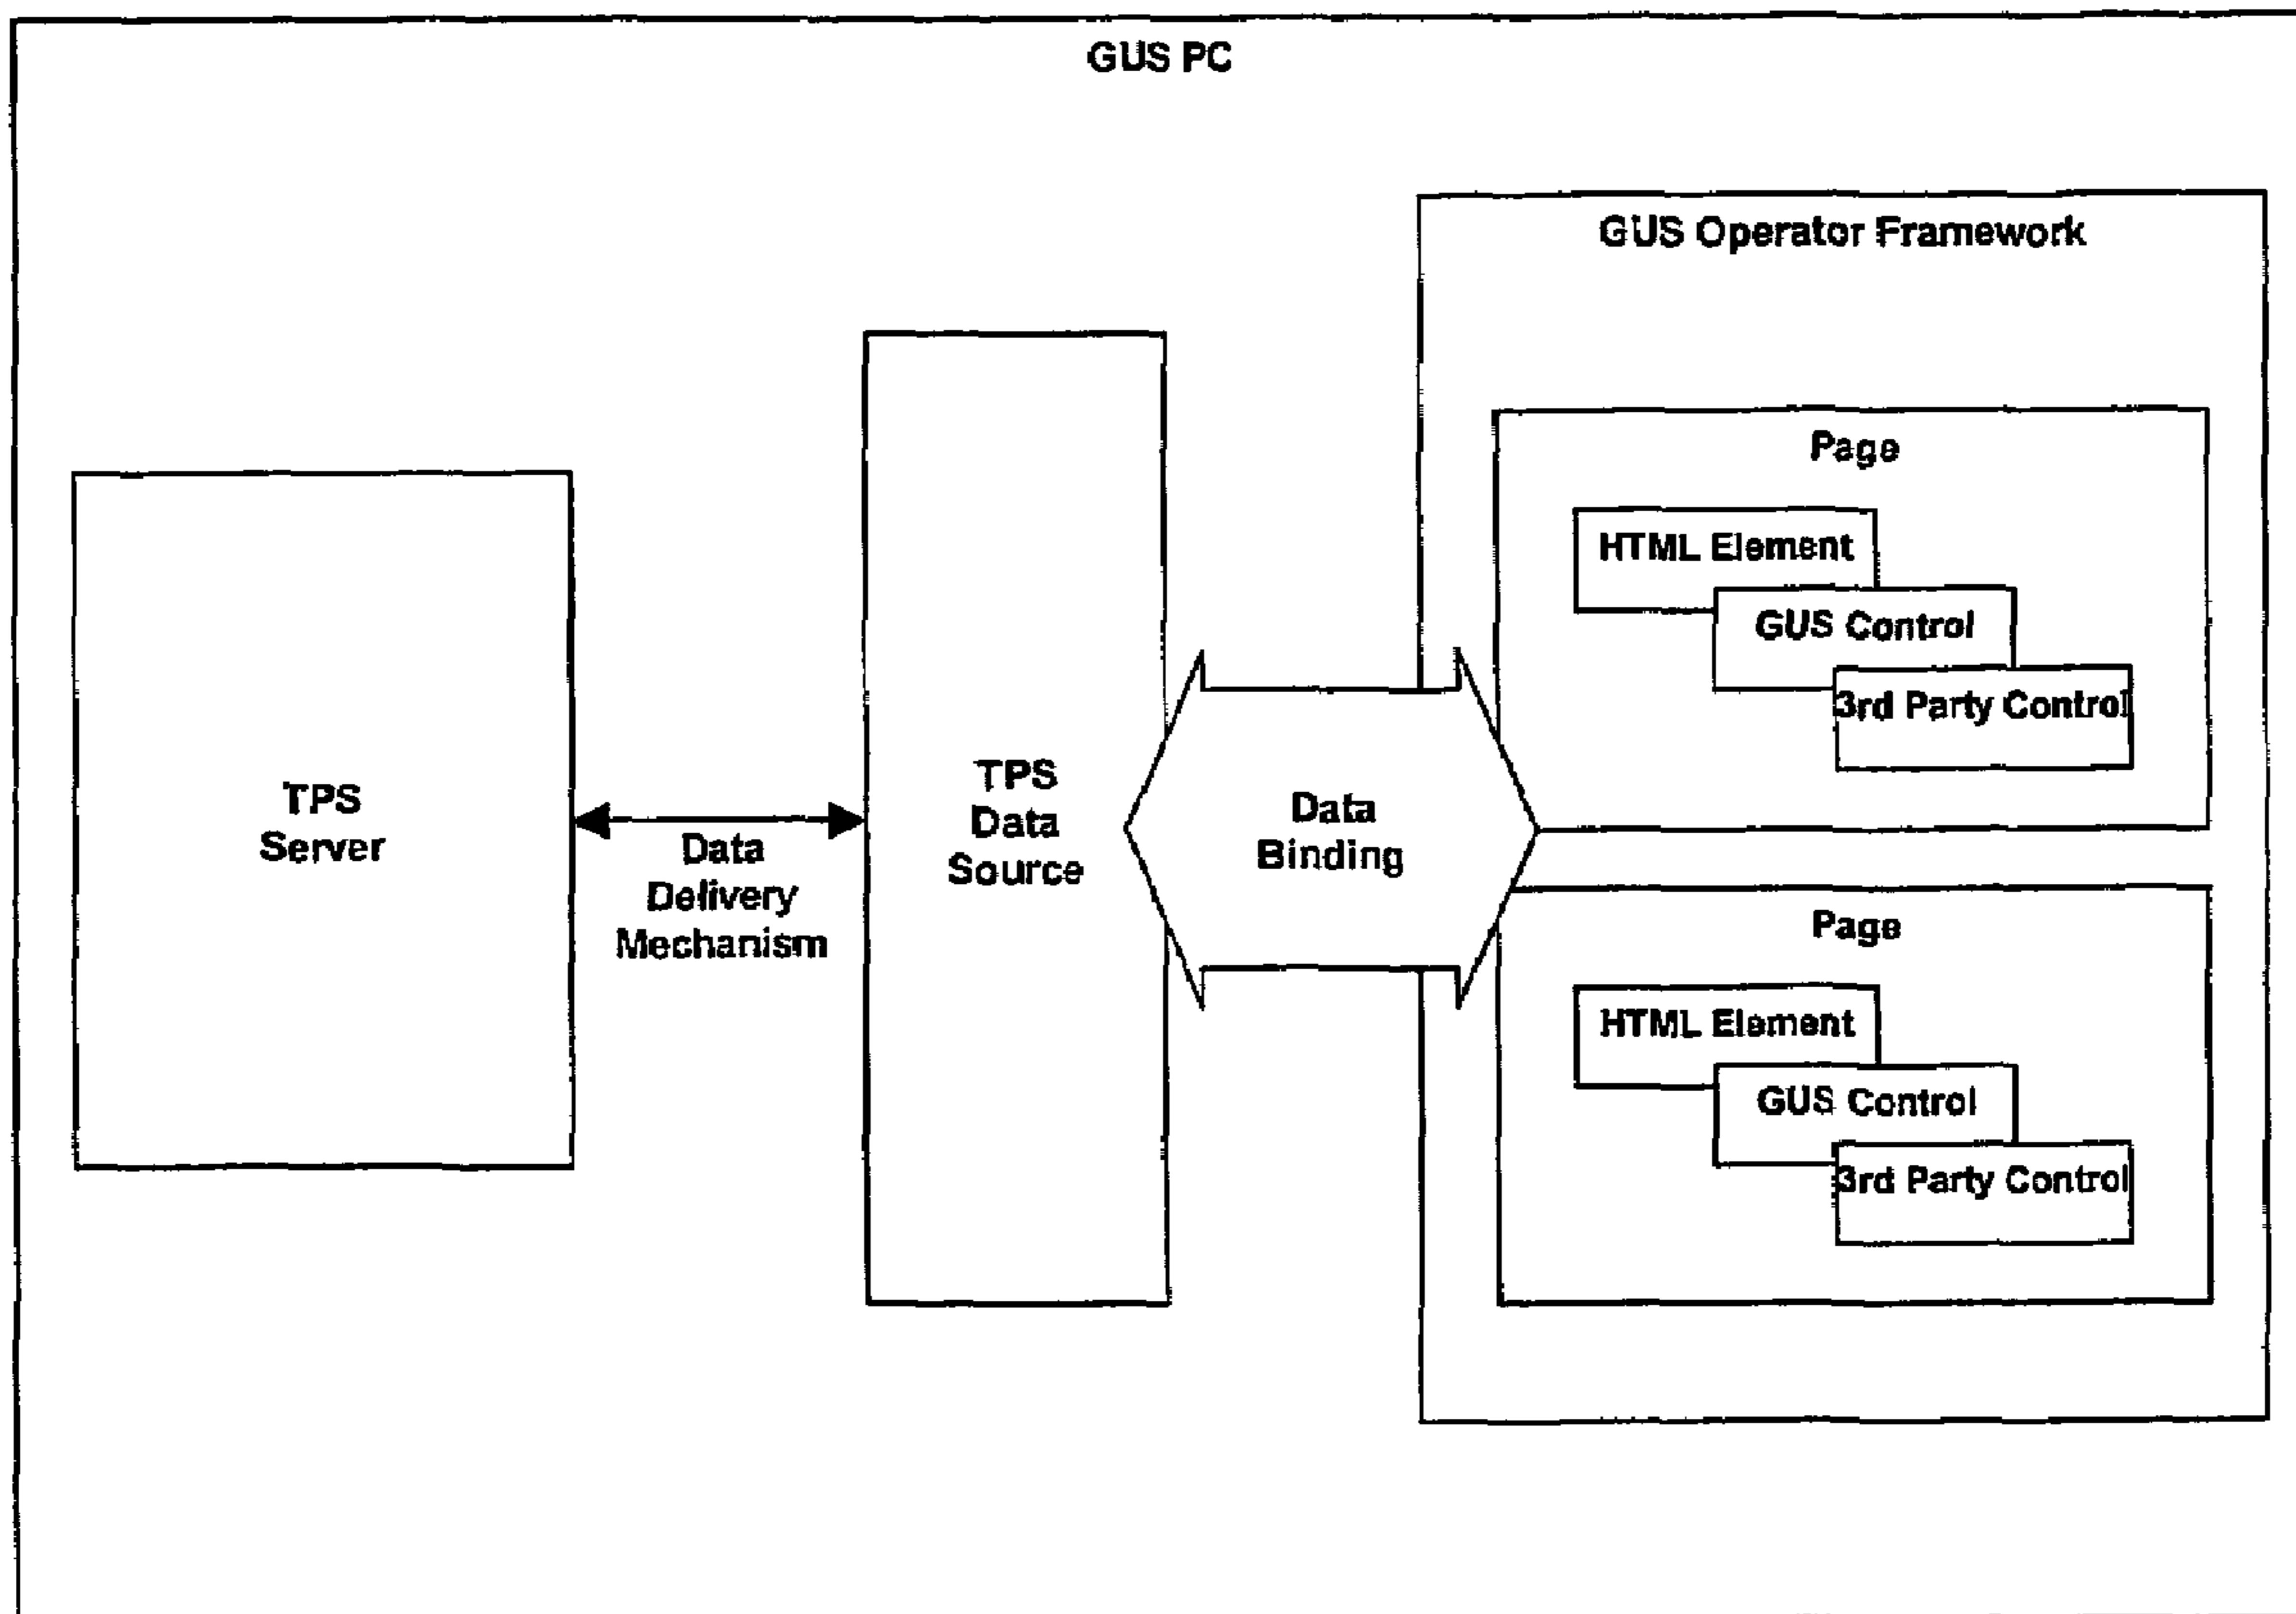 GUS PC
GUS Operator Framework
Page
HTML Element
GUS Control
3rd Party Control
TPS
Server
Data
Delivery
Mechanism
TPS
Data
Source
Data
Binding
Page
HTML Element
GUS Control
3rd Party Control